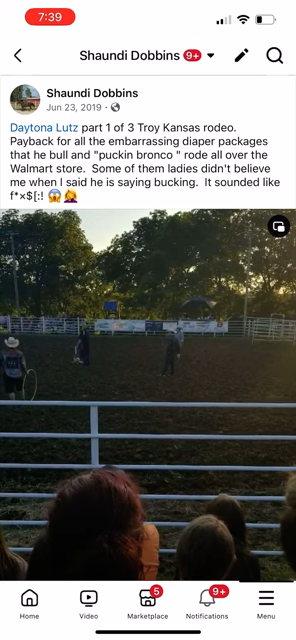 7:39
Shaundi Dobbins 9+
Shaundi Dobbins
Jun 23, 2019 ·
Daytona Lutz part 1 of 3 Troy Kansas rodeo.
Payback for all the embarrassing diaper packages
that he bull and "puckin bronco " rode all over the
Walmart store. Some of them ladies didn't believe
me when I said he is saying bucking. It sounded like
f*×$[:! 😱🤦‍♀️
5 9+
Home Video Marketplace Notifications Menu